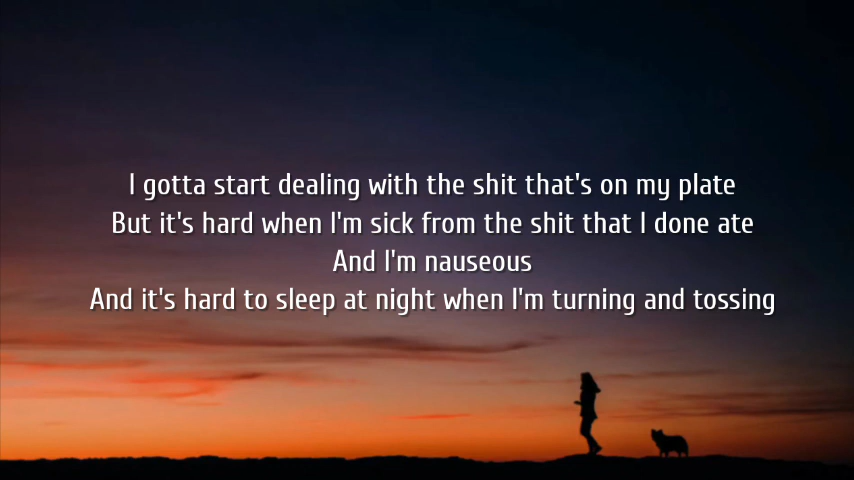 I gotta start dealing with the shit that's on my plate
But it's hard when I'm sick from the shit that I done ate
And I'm nauseous
And it's hard to sleep at night when I'm turning and tossing